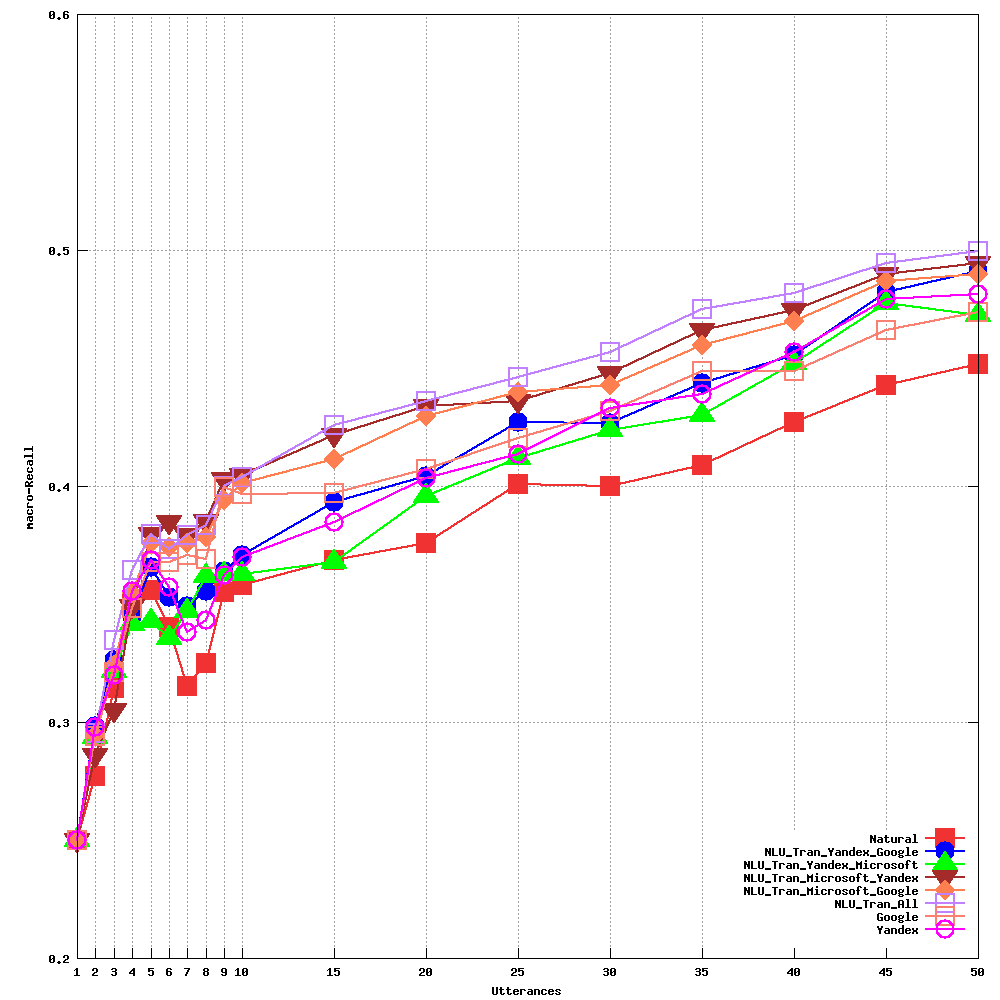 0.6
0.5
0.4
0.3
0.2
Macro-Recall
1 2 3 4 5 6 7 8 9 10 15 20 25 30 35 40 45 50
Utterances
Natural
NLU_Tran_Yandex_Google
NLU_Tran_Yandex_Microsoft
NLU_Tran_Microsoft_Yandex
NLU_Tran_Microsoft_Google
NLU_Tran_All
Google
Yandex